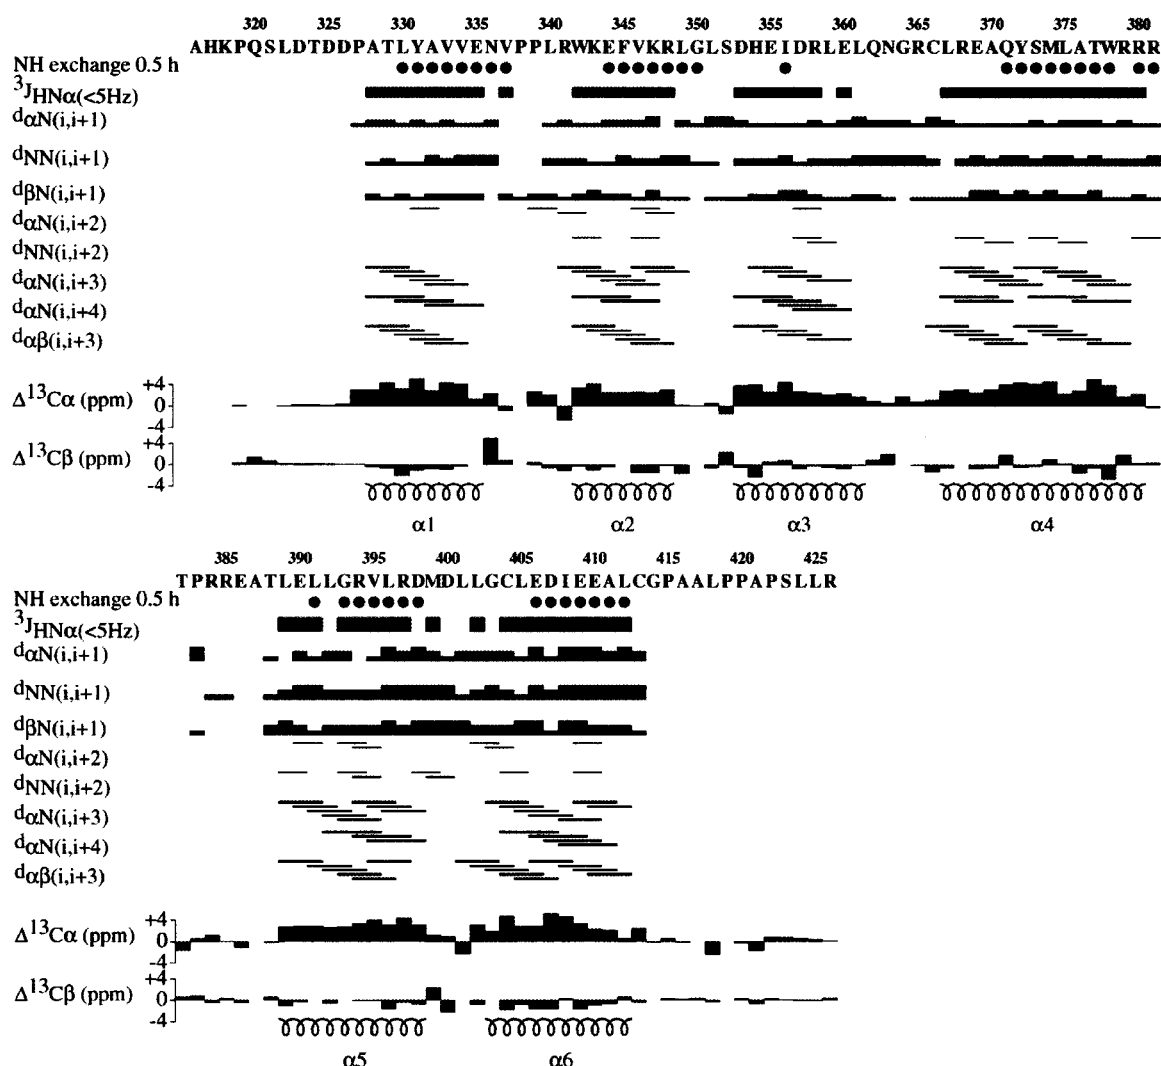 320 330 335 340 345 350 355 360 365 370 375 380
AHKPQSLDTDDPATLYAVVENVPPLRWKEFVKRLGLSDHEIDRLELQNGRCLREAQYSMLATWRRR
NH exchange 0.5 h
3JHNα(<5Hz)
dαN(i,i+1)
dNN(i,i+1)
dβN(i,i+1)
dαN(i,i+2)
dNN(i,i+2)
dαN(i,i+3)
dαN(i,i+4)
dαβ(i,i+3)
Δ13Cα (ppm) +4 0 -4
Δ13Cβ (ppm) +4 0 -4
α1 α2 α3 α4
385 390 395 400 405 410 415 420 425
TPRREATLELLGRVLRDMDLLGCLEDIEEALCGPAALPPAPSLLR
NH exchange 0.5 h
3JHNα(<5Hz)
dαN(i,i+1)
dNN(i,i+1)
dβN(i,i+1)
dαN(i,i+2)
dNN(i,i+2)
dαN(i,i+3)
dαN(i,i+4)
dαβ(i,i+3)
Δ13Cα (ppm) +4 0 -4
Δ13Cβ (ppm) +4 0 -4
α5 α6